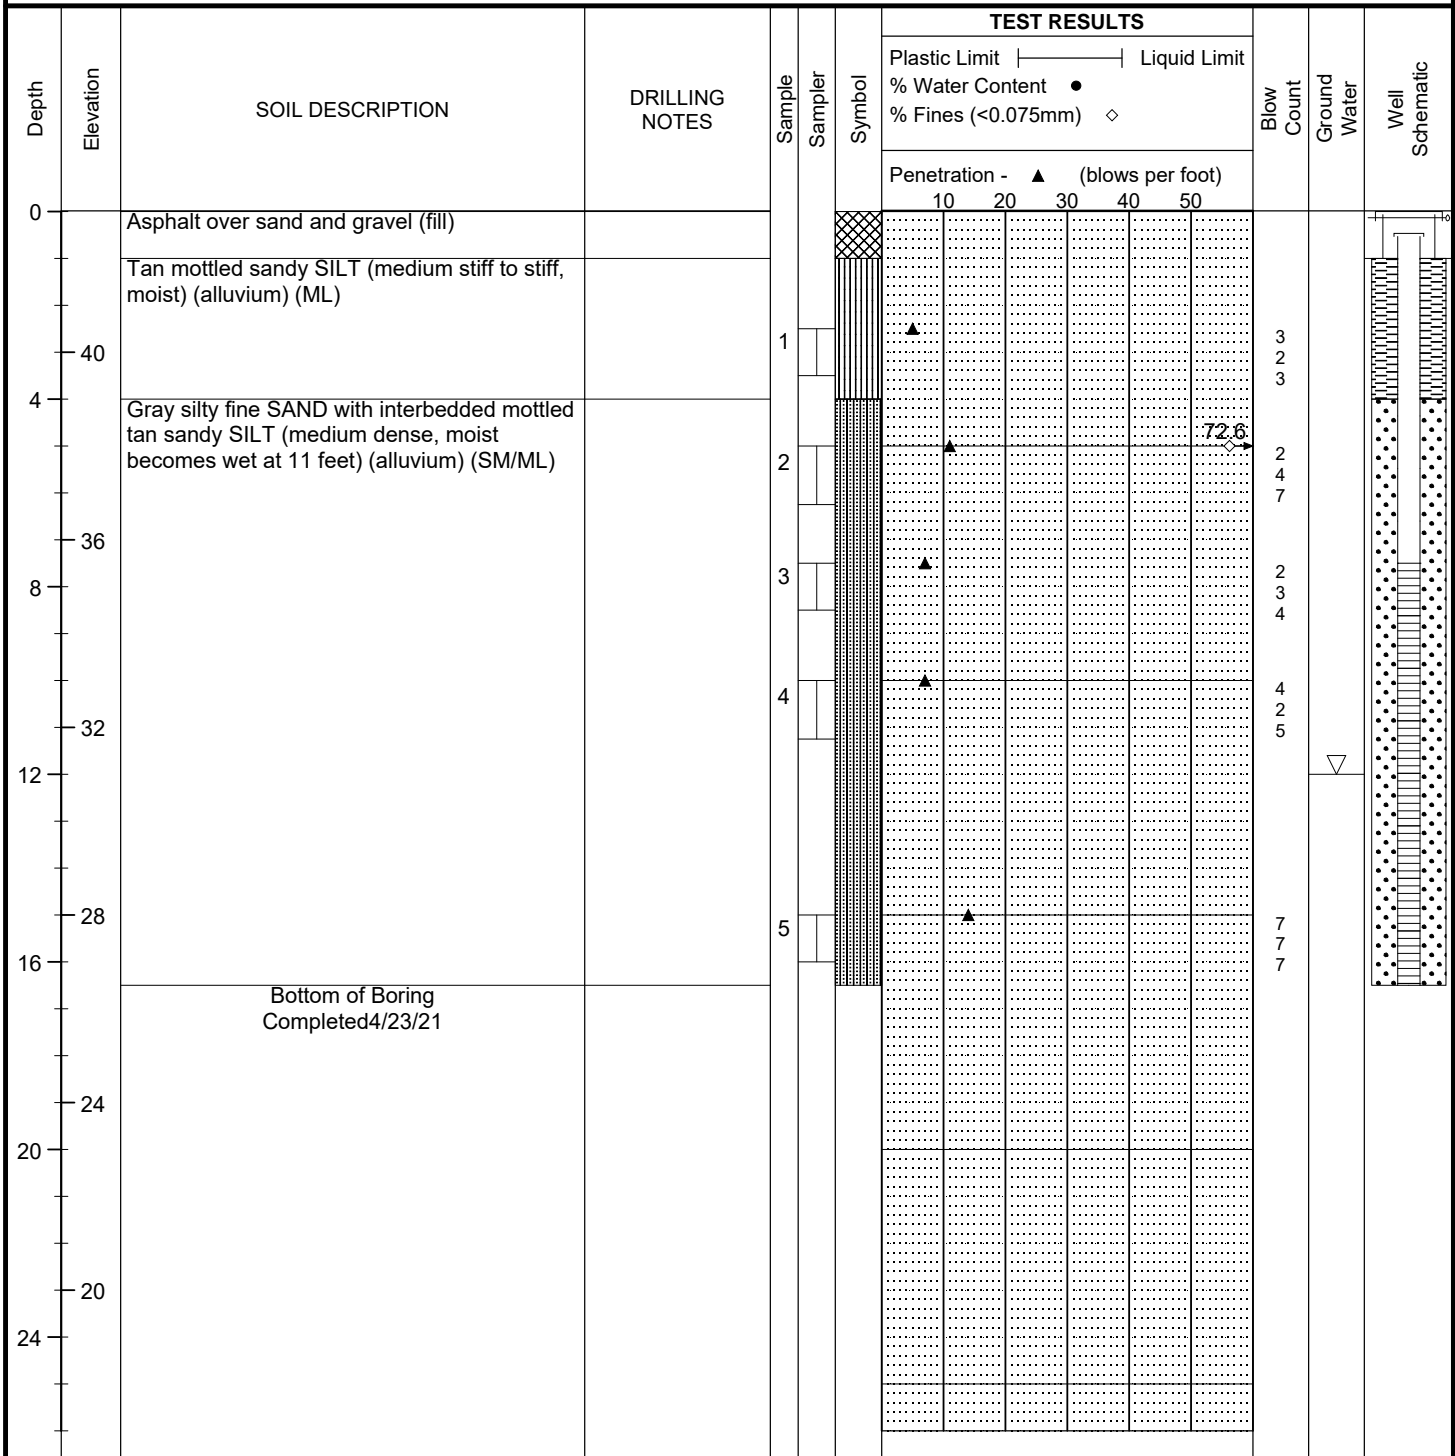 TEST RESULTS
Plastic Limit Liquid Limit
% Water Content
% Fines (<0.075mm)
Penetration - (blows per foot)
10 20 30 40 50
Depth
Elevation
SOIL DESCRIPTION
DRILLING
NOTES
Sample
Sampler
Symbol
Blow
Count
Ground
Water
Well
Schematic
0
Asphalt over sand and gravel (fill)
Tan mottled sandy SILT (medium stiff to stiff,
moist) (alluvium) (ML)
1
3
40
2
3
4
Gray silty fine SAND with interbedded mottled
tan sandy SILT (medium dense, moist
becomes wet at 11 feet) (alluvium) (SM/ML)
72.6
2
2
4
7
36
3
2
8
3
4
4
4
2
32
5
12
28
5
7
7
16
7
Bottom of Boring
Completed4/23/21
24
20
20
24